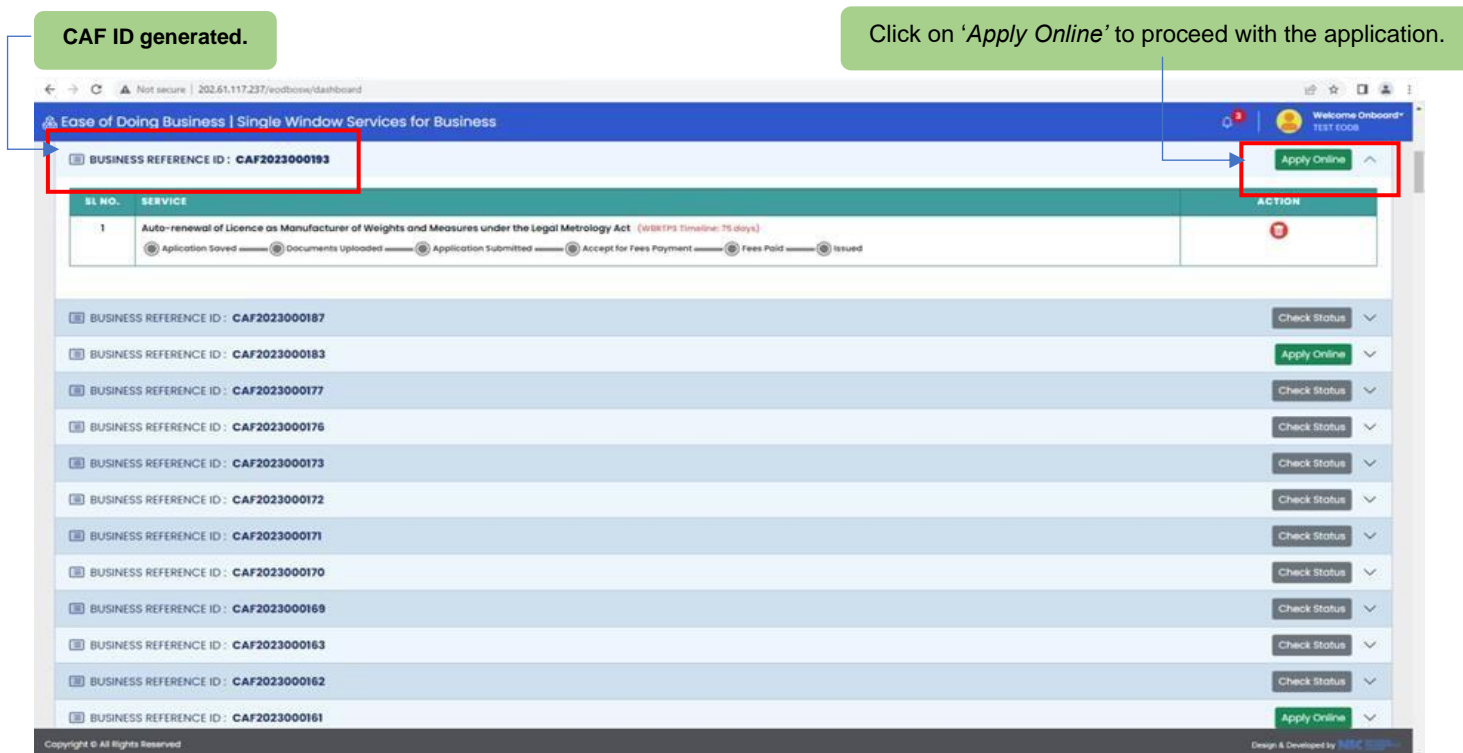 CAF ID generated.
Click on ‘Apply Online’ to proceed with the application.
Not secure | 202.61.117.237/eodbosw/dashboard
Ease of Doing Business | Single Window Services for Business
3
Welcome Onboard
TEST EODB
BUSINESS REFERENCE ID : CAF2023000193
Apply Online
SL NO. SERVICE ACTION
1 Auto-renewal of Licence as Manufacturer of Weights and Measures under the Legal Metrology Act (WBRTPS Timeline: 75 days)
Aplication Saved Documents Uploaded Application Submitted Accept for Fees Payment Fees Paid Issued
BUSINESS REFERENCE ID : CAF2023000187 Check Status
BUSINESS REFERENCE ID : CAF2023000183 Apply Online
BUSINESS REFERENCE ID : CAF2023000177 Check Status
BUSINESS REFERENCE ID : CAF2023000176 Check Status
BUSINESS REFERENCE ID : CAF2023000173 Check Status
BUSINESS REFERENCE ID : CAF2023000172 Check Status
BUSINESS REFERENCE ID : CAF2023000171 Check Status
BUSINESS REFERENCE ID : CAF2023000170 Check Status
BUSINESS REFERENCE ID : CAF2023000169 Check Status
BUSINESS REFERENCE ID : CAF2023000163 Check Status
BUSINESS REFERENCE ID : CAF2023000162 Check Status
BUSINESS REFERENCE ID : CAF2023000161 Apply Online
Copyright © All Rights Reserved
Design & Developed by NIC